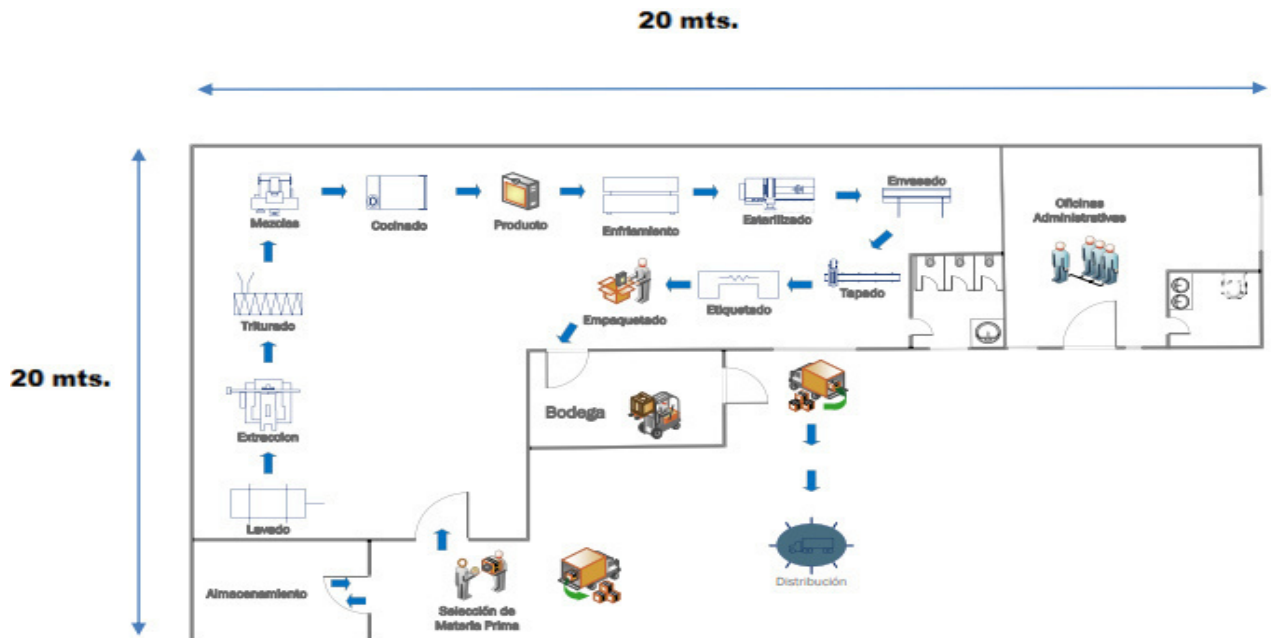 20 mts.
20 mts.
Mezclas
Cocinado
Producto
Enfriamiento
Esterilizado
Envasado
Oficinas
Administrativas
Triturado
Empaquetado
Etiquetado
Tapado
Extraccion
Bodega
Lavado
Almacenamiento
Selección de
Materia Prima
Distribución